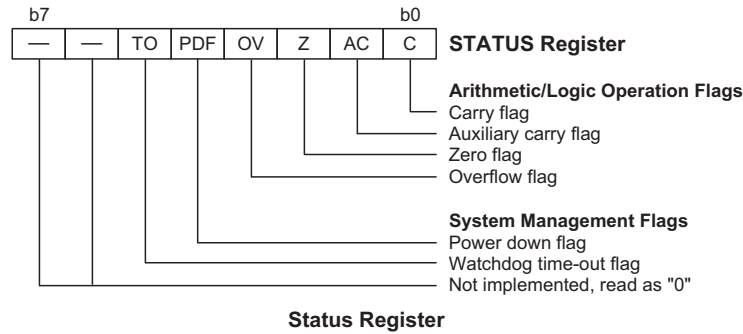 b7 b0
— — TO PDF OV Z AC C STATUS Register
Arithmetic/Logic Operation Flags
Carry flag
Auxiliary carry flag
Zero flag
Overflow flag
System Management Flags
Power down flag
Watchdog time-out flag
Not implemented, read as "0"
Status Register